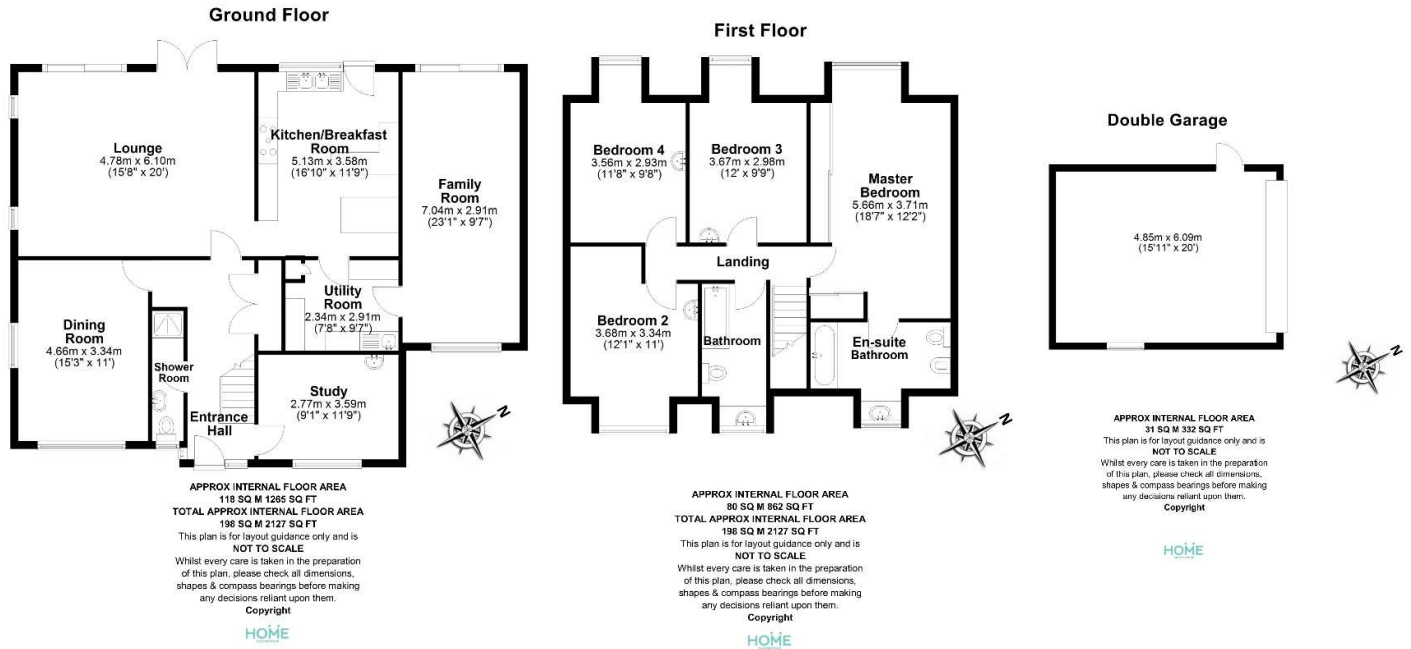 Ground Floor
Lounge
4.78m x 6.10m
(15'8" x 20')
Kitchen/Breakfast
Room
5.13m x 3.58m
(16'10" x 11'9")
Family
Room
7.04m x 2.91m
(23'1" x 9'7")
Utility
Room
2.34m x 2.91m
(7'8" x 9'7")
Dining
Room
4.66m x 3.34m
(15'3" x 11')
Shower
Room
Study
2.77m x 3.59m
(9'1" x 11'9")
Entrance
Hall
N
APPROX INTERNAL FLOOR AREA
118 SQ M 1265 SQ FT
TOTAL APPROX INTERNAL FLOOR AREA
198 SQ M 2127 SQ FT
This plan is for layout guidance only and is
NOT TO SCALE
Whilst every care is taken in the preparation
of this plan, please check all dimensions,
shapes & compass bearings before making
any decisions reliant upon them.
Copyright
HOME
First Floor
Bedroom 4
3.56m x 2.93m
(11'8" x 9'8")
Bedroom 3
3.67m x 2.98m
(12' x 9'9")
Master
Bedroom
5.66m x 3.71m
(18'7" x 12'2")
Landing
Bedroom 2
3.68m x 3.34m
(12'1" x 11')
Bathroom
En-suite
Bathroom
N
APPROX INTERNAL FLOOR AREA
80 SQ M 862 SQ FT
TOTAL APPROX INTERNAL FLOOR AREA
198 SQ M 2127 SQ FT
This plan is for layout guidance only and is
NOT TO SCALE
Whilst every care is taken in the preparation
of this plan, please check all dimensions,
shapes & compass bearings before making
any decisions reliant upon them.
Copyright
HOME
Double Garage
4.85m x 6.09m
(15'11" x 20')
N
APPROX INTERNAL FLOOR AREA
31 SQ M 332 SQ FT
This plan is for layout guidance only and is
NOT TO SCALE
Whilst every care is taken in the preparation
of this plan, please check all dimensions,
shapes & compass bearings before making
any decisions reliant upon them.
Copyright
HOME